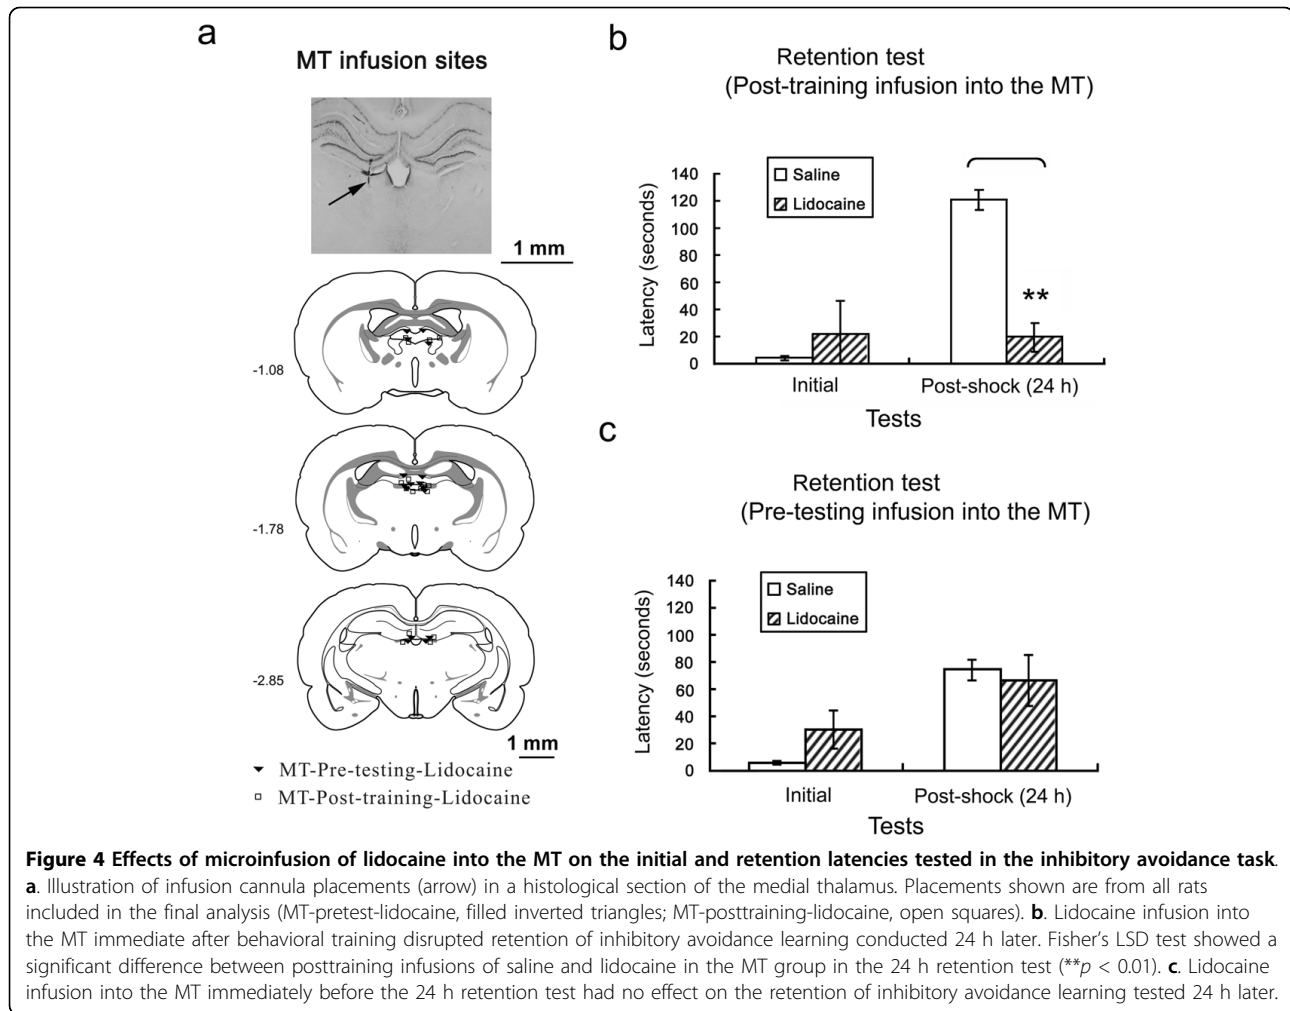 a
MT infusion sites
1 mm
-1.08
-1.78
-2.85
1 mm
MT-Pre-testing-Lidocaine
MT-Post-training-Lidocaine
b
Retention test
(Post-training infusion into the MT)
Saline
Lidocaine
**
Latency (seconds)
140
120
100
80
60
40
20
0
Initial
Post-shock (24 h)
Tests
c
Retention test
(Pre-testing infusion into the MT)
Saline
Lidocaine
Latency (seconds)
140
120
100
80
60
40
20
0
Initial
Post-shock (24 h)
Tests
Figure 4 Effects of microinfusion of lidocaine into the MT on the initial and retention latencies tested in the inhibitory avoidance task.
a. Illustration of infusion cannula placements (arrow) in a histological section of the medial thalamus. Placements shown are from all rats
included in the final analysis (MT-pretest-lidocaine, filled inverted triangles; MT-posttraining-lidocaine, open squares). b. Lidocaine infusion into
the MT immediate after behavioral training disrupted retention of inhibitory avoidance learning conducted 24 h later. Fisher's LSD test showed a
significant difference between posttraining infusions of saline and lidocaine in the MT group in the 24 h retention test (**p < 0.01). c. Lidocaine
infusion into the MT immediately before the 24 h retention test had no effect on the retention of inhibitory avoidance learning tested 24 h later.